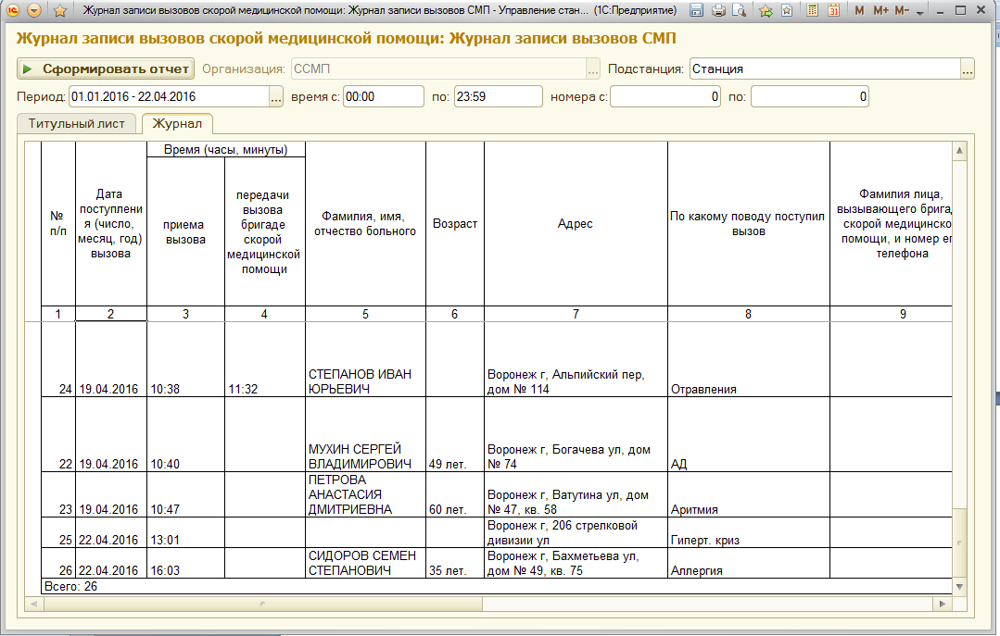 Журнал записи вызовов скорой медицинской помощи: Журнал записи вызовов СМП - Управление стан... (1С:Предприятие)
M M+ M-
Журнал записи вызовов скорой медицинской помощи: Журнал записи вызовов СМП
Сформировать отчет Организация: ССМП ... Подстанция: Станция ...
Период: 01.01.2016 - 22.04.2016 ... время с: 00:00 по: 23:59 номера с: 0 по: 0
Титульный лист Журнал
Время (часы, минуты)
№
п/п
Дата
поступлени
я (число,
месяц, год)
вызова
приема
вызова
передачи
вызова
бригаде
скорой
медицинской
помощи
Фамилия, имя,
отчество больного
Возраст
Адрес
По какому поводу поступил
вызов
Фамилия лица,
вызывающего брига
скорой медицинско
помощи, и номер ег
телефона
1 2 3 4 5 6 7 8 9
СТЕПАНОВ ИВАН Воронеж г, Альпийский пер,
24 19.04.2016 10:38 11:32 ЮРЬЕВИЧ дом № 114 Отравления
МУХИН СЕРГЕЙ Воронеж г, Богачева ул, дом
22 19.04.2016 10:40 ВЛАДИМИРОВИЧ 49 лет. № 74 АД
ПЕТРОВА
АНАСТАСИЯ Воронеж г, Ватутина ул, дом
23 19.04.2016 10:47 ДМИТРИЕВНА 60 лет. № 47, кв. 58 Аритмия
Воронеж г, 206 стрелковой
25 22.04.2016 13:01 дивизии ул Гиперт. криз
СИДОРОВ СЕМЕН Воронеж г, Бахметьева ул,
26 22.04.2016 16:03 СТЕПАНОВИЧ 35 лет. дом № 49, кв. 75 Аллергия
Всего: 26